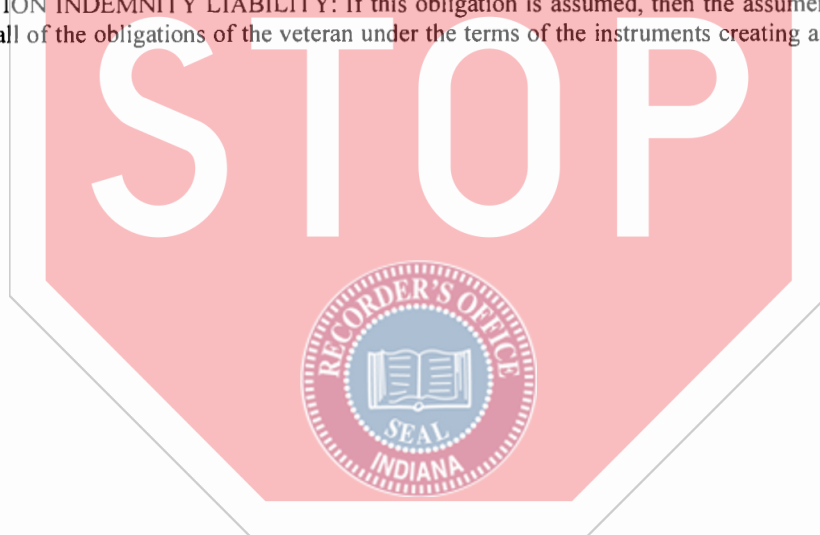 ION INDEMNITY LIABILITY: If this obligation is assumed, then the assumer
all of the obligations of the veteran under the terms of the instruments creating a
STOP
RECORDER'S OFFICE
SEAL
INDIANA